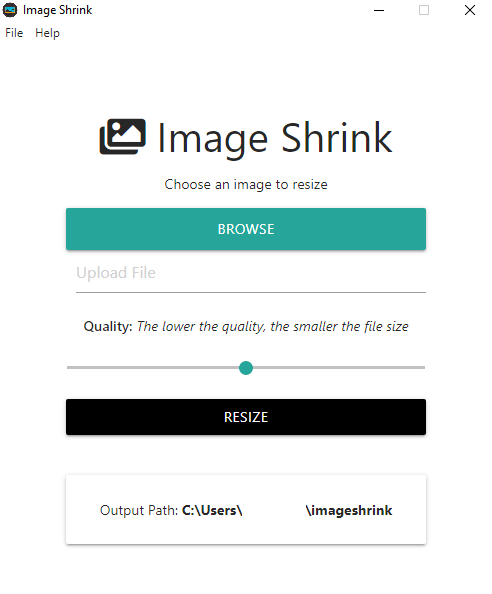 Image Shrink
File Help
Image Shrink
Choose an image to resize
BROWSE
Upload File
Quality: The lower the quality, the smaller the file size
RESIZE
Output Path: C:\Users\ \imageshrink